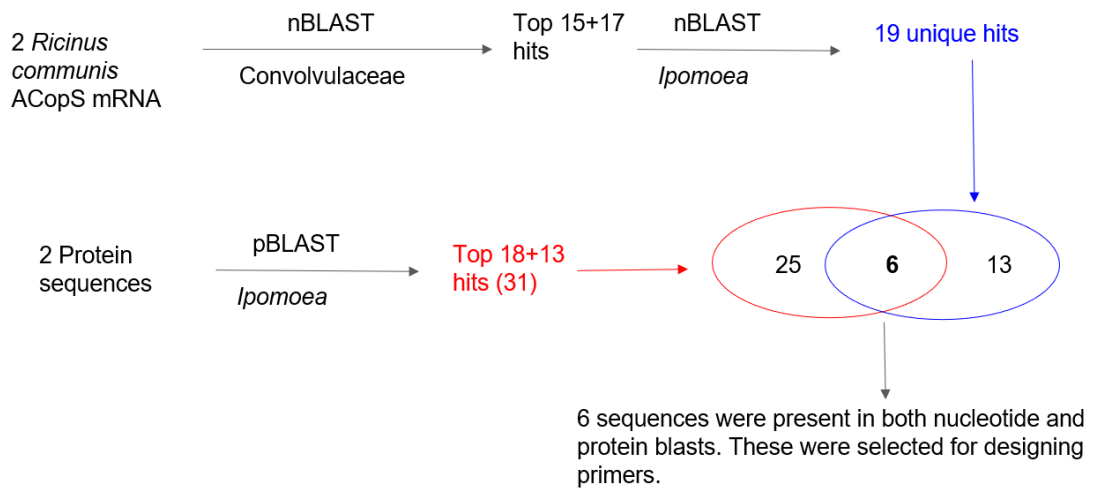 2 Ricinus
communis
ACopS mRNA
nBLAST
Convolvulaceae
Top 15+17
hits
nBLAST
Ipomoea
19 unique hits
2 Protein
sequences
pBLAST
Ipomoea
Top 18+13
hits (31)
25
6
13
6 sequences were present in both nucleotide and
protein blasts. These were selected for designing
primers.